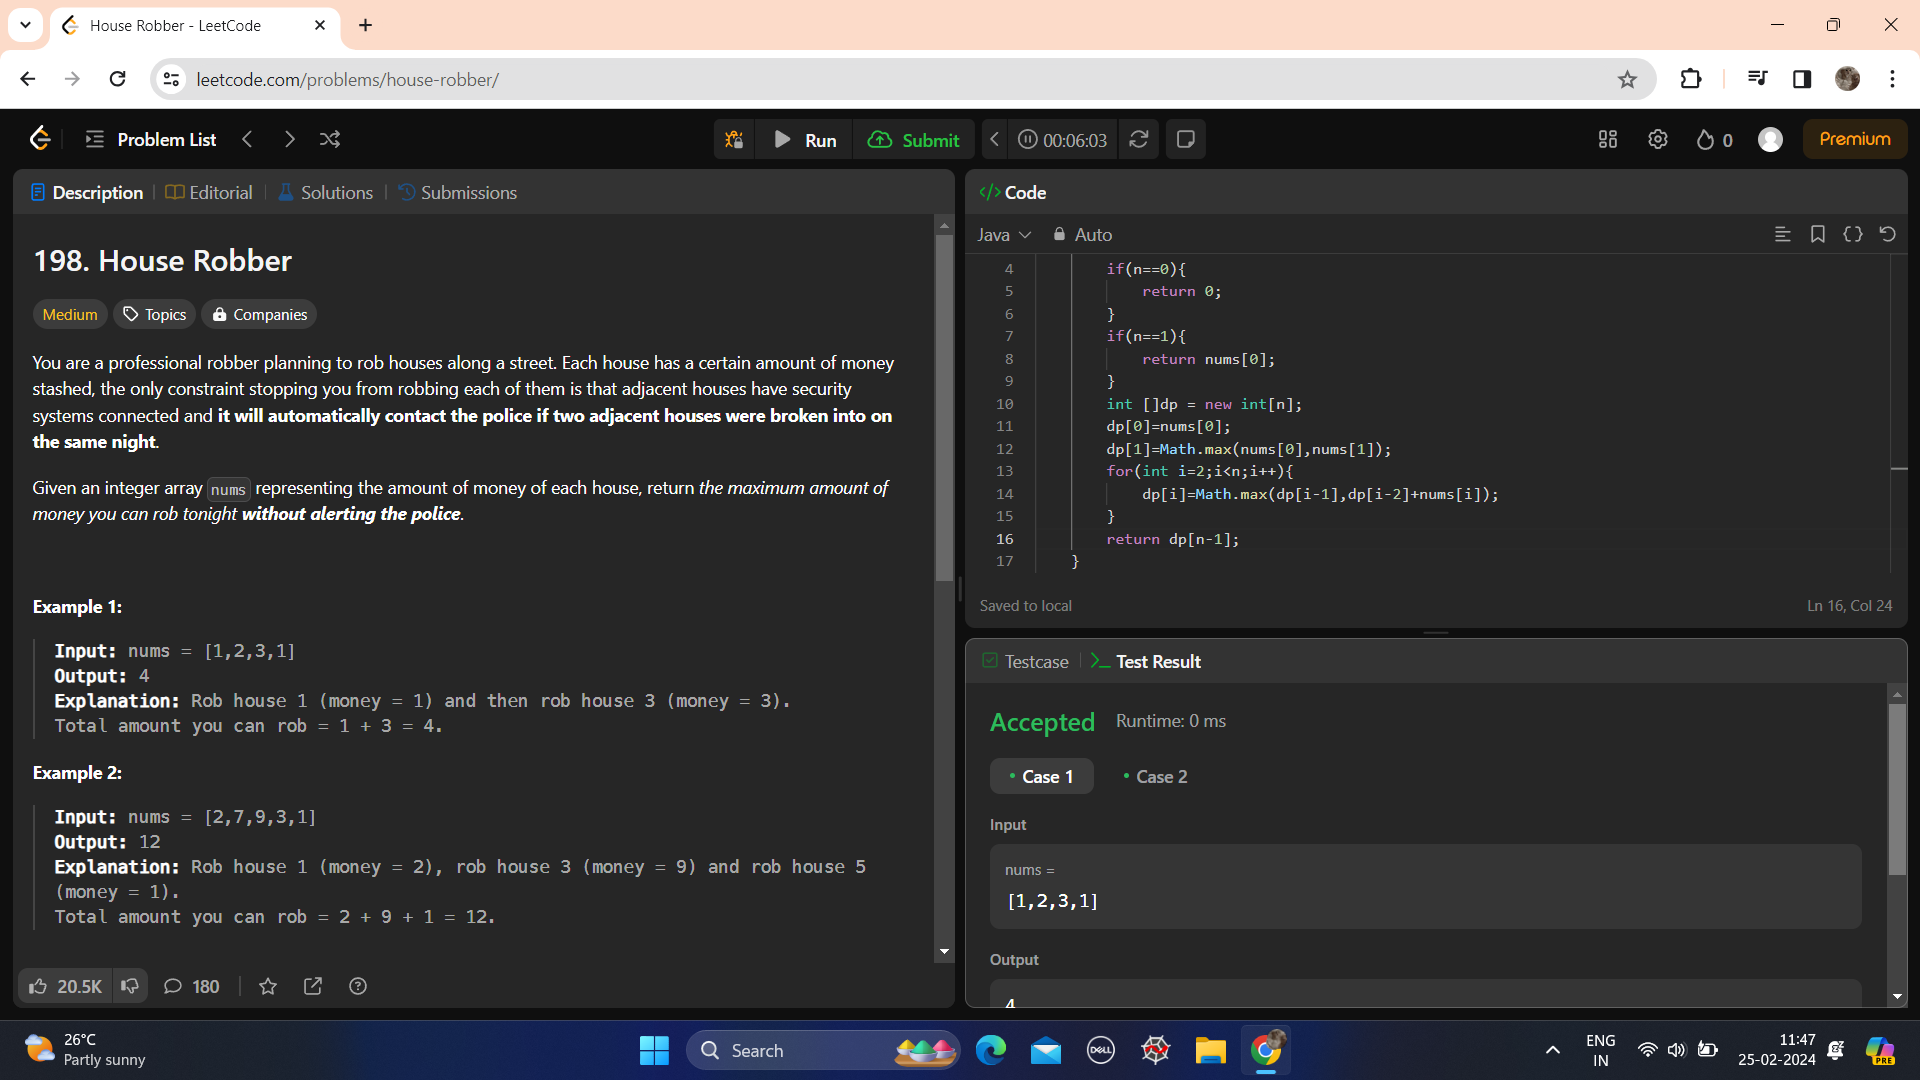 House Robber - LeetCode
leetcode.com/problems/house-robber/
Problem List
Run
Submit
00:06:03
0
Premium
Description
Editorial
Solutions
Submissions
198. House Robber
Medium
Topics
Companies
You are a professional robber planning to rob houses along a street. Each house has a certain amount of money
stashed, the only constraint stopping you from robbing each of them is that adjacent houses have security
systems connected and it will automatically contact the police if two adjacent houses were broken into on
the same night.
Given an integer array nums representing the amount of money of each house, return the maximum amount of
money you can rob tonight without alerting the police.
Example 1:
Input: nums = [1,2,3,1]
Output: 4
Explanation: Rob house 1 (money = 1) and then rob house 3 (money = 3).
Total amount you can rob = 1 + 3 = 4.
Example 2:
Input: nums = [2,7,9,3,1]
Output: 12
Explanation: Rob house 1 (money = 2), rob house 3 (money = 9) and rob house 5
(money = 1).
Total amount you can rob = 2 + 9 + 1 = 12.
20.5K
180
</> Code
Java
Auto
4 if(n==0){
5 return 0;
6 }
7 if(n==1){
8 return nums[0];
9 }
10 int []dp = new int[n];
11 dp[0]=nums[0];
12 dp[1]=Math.max(nums[0],nums[1]);
13 for(int i=2;i<n;i++){
14 dp[i]=Math.max(dp[i-1],dp[i-2]+nums[i]);
15 }
16 return dp[n-1];
17 }
Saved to local
Ln 16, Col 24
Testcase
Test Result
Accepted
Runtime: 0 ms
Case 1
Case 2
Input
nums =
[1,2,3,1]
Output
4
26°C
Partly sunny
Search
DELL
ENG
IN
11:47
25-02-2024
PRE